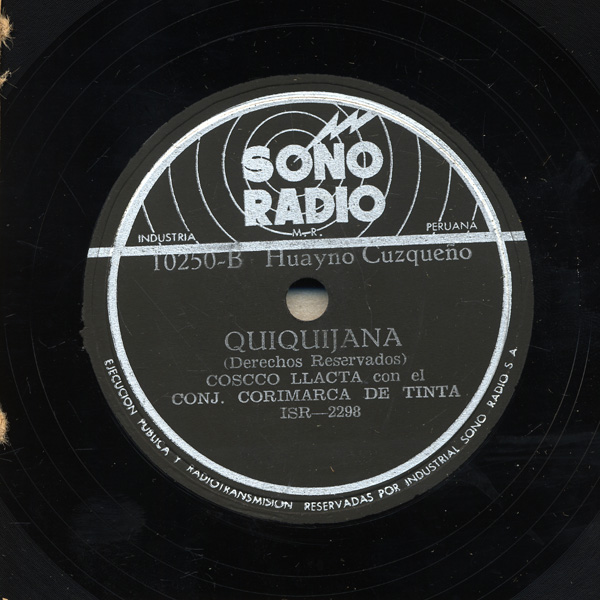 SONO
RADIO
M. R.
INDUSTRIA
PERUANA
10250-B Huayno Cuzqueño
QUIQUIJANA
(Derechos Reservados)
COSCCO LLACTA con el
CONJ. CORIMARCA DE TINTA
ISR—2298
EJECUCION PUBLICA Y RADIOTRANSMISION RESERVADAS POR INDUSTRIAL SONO RADIO S A.